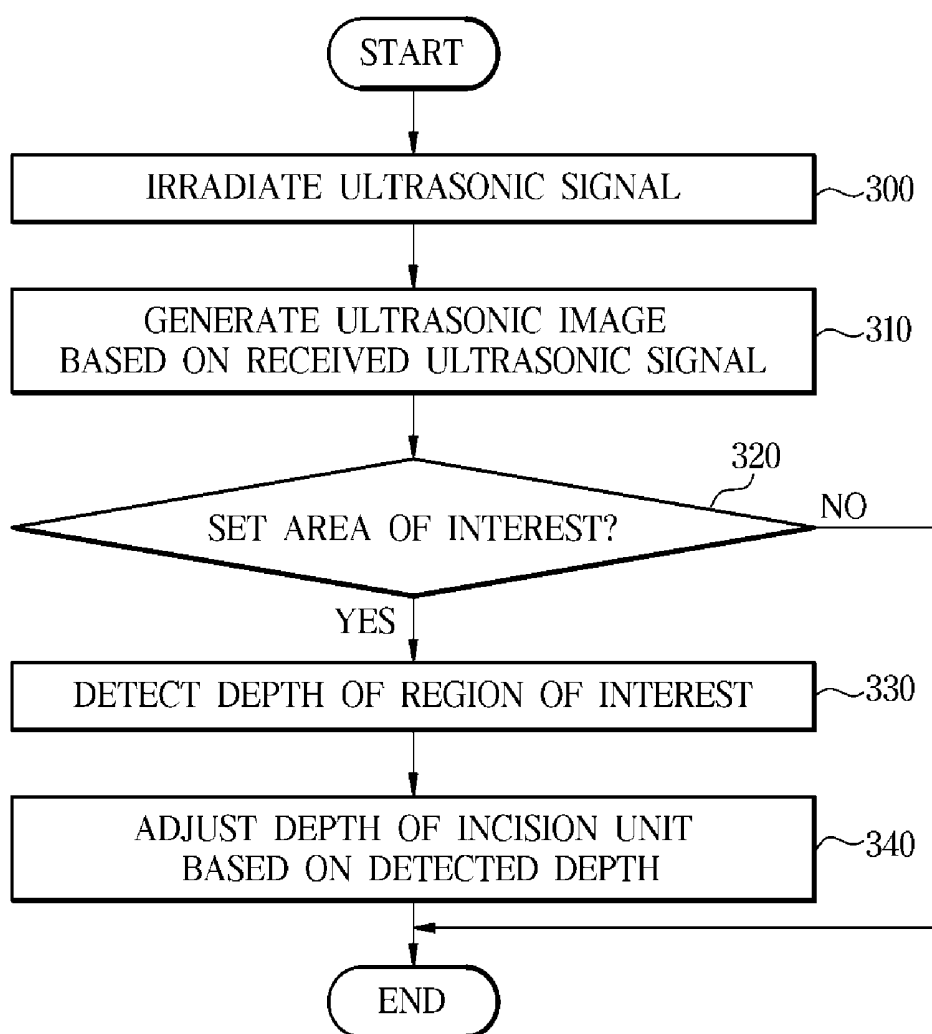 START
IRRADIATE ULTRASONIC SIGNAL
300
GENERATE ULTRASONIC IMAGE
BASED ON RECEIVED ULTRASONIC SIGNAL
310
320
SET AREA OF INTEREST?
NO
YES
DETECT DEPTH OF REGION OF INTEREST
330
ADJUST DEPTH OF INCISION UNIT
BASED ON DETECTED DEPTH
340
END